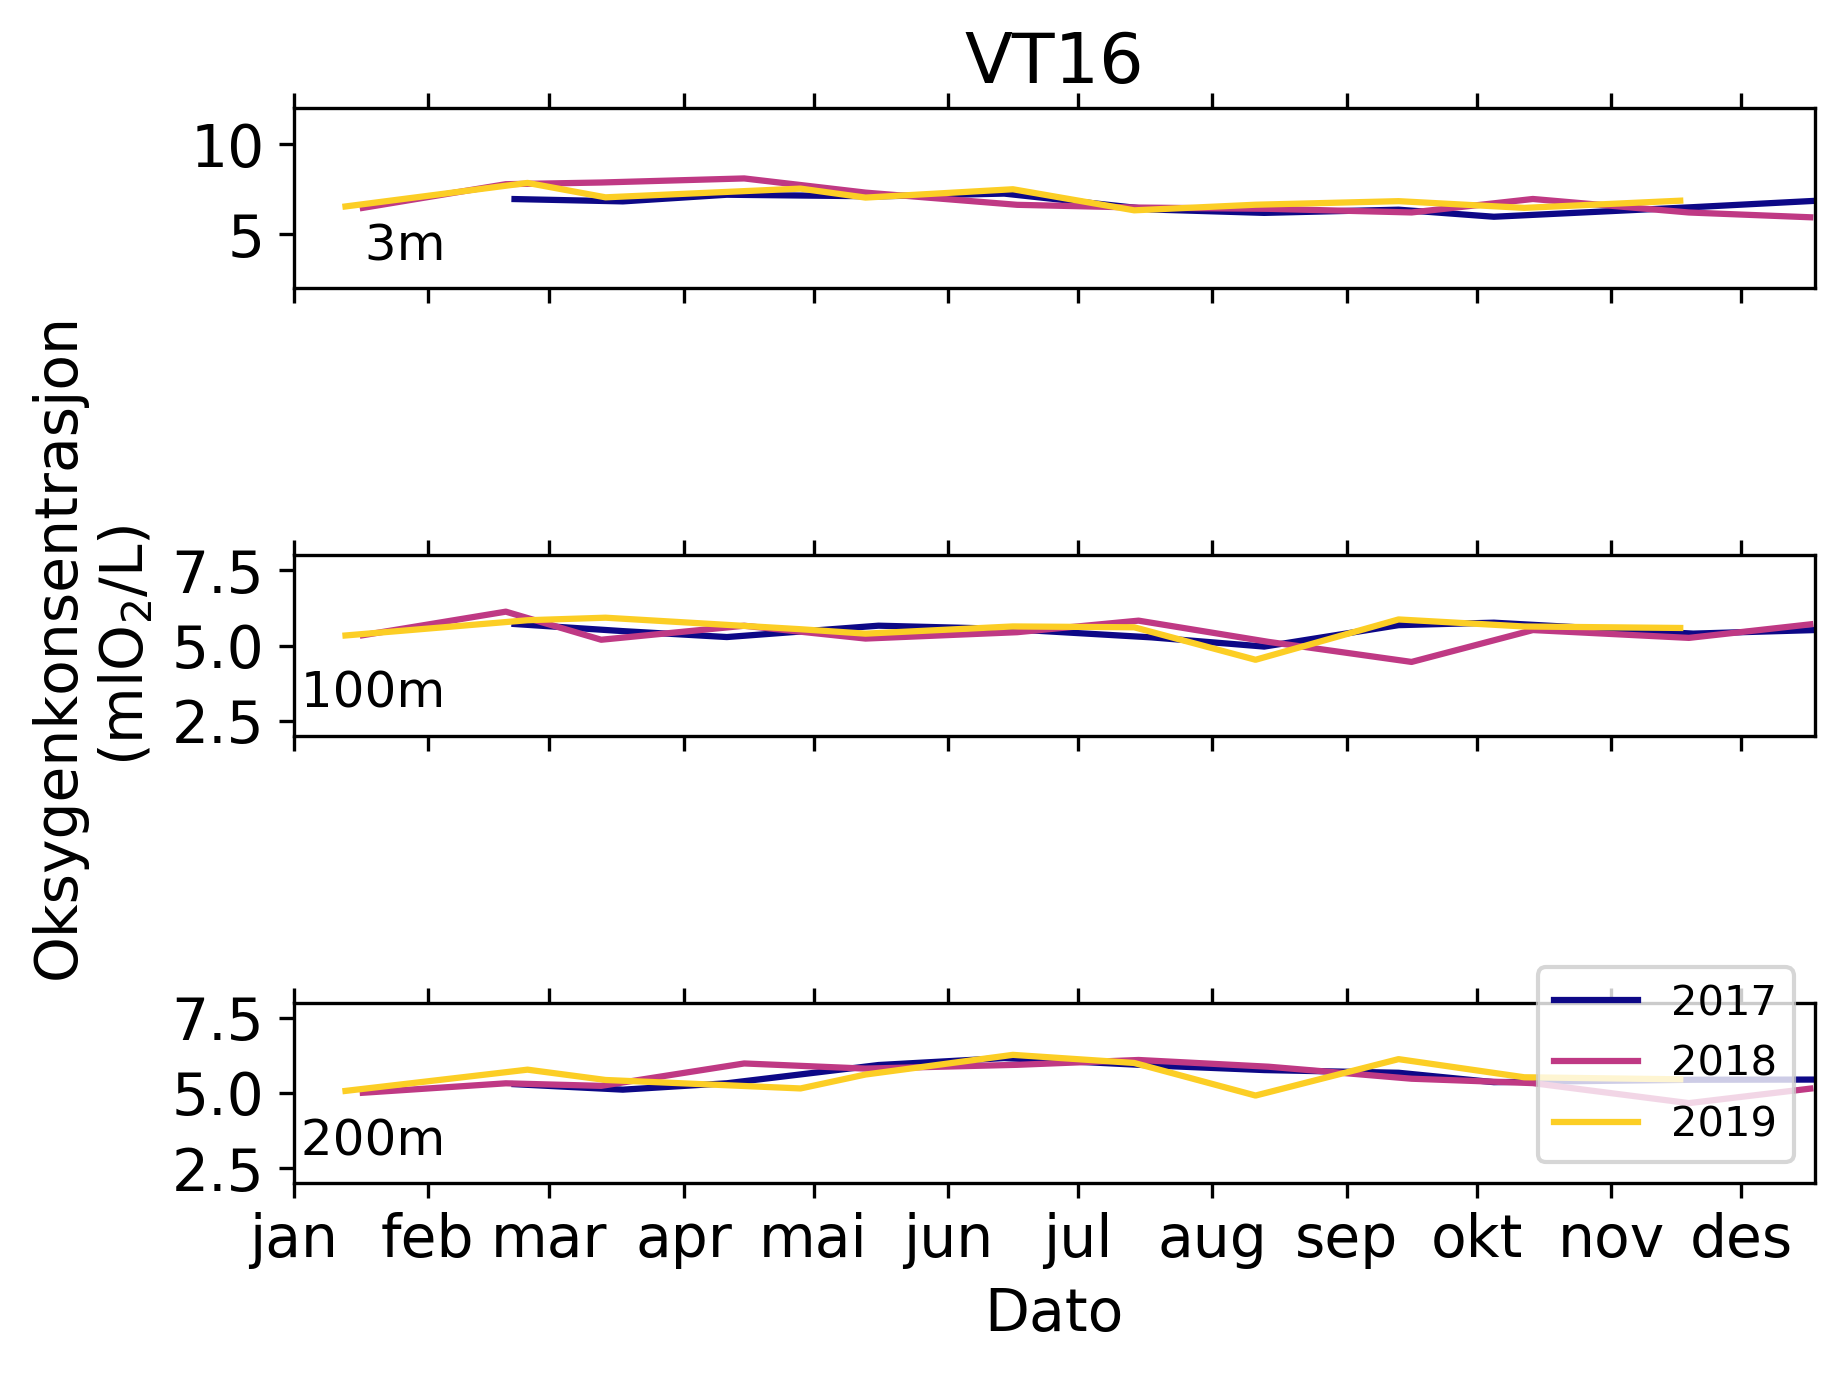 VT16
10
5
3m
Oksygenkonsentrasjon
(mlO₂/L)
7.5
5.0
2.5
100m
7.5
5.0
2.5
200m
2017
2018
2019
jan feb mar apr mai jun jul aug sep okt nov des
Dato